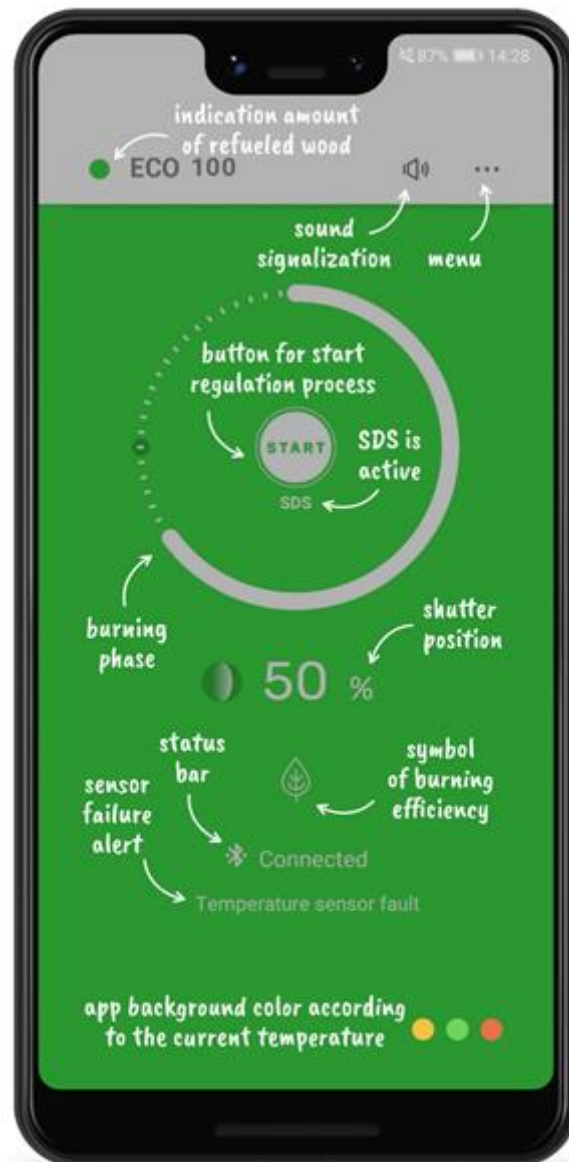 87% 14:28
indication amount
of refueled wood
ECO 100
sound
signalization
menu
button for start
regulation process
START
SDS is
active
SDS
burning
phase
shutter
position
50 %
status
bar
symbol
of burning
efficiency
sensor
failure
alert
Connected
Temperature sensor fault
app background color according
to the current temperature